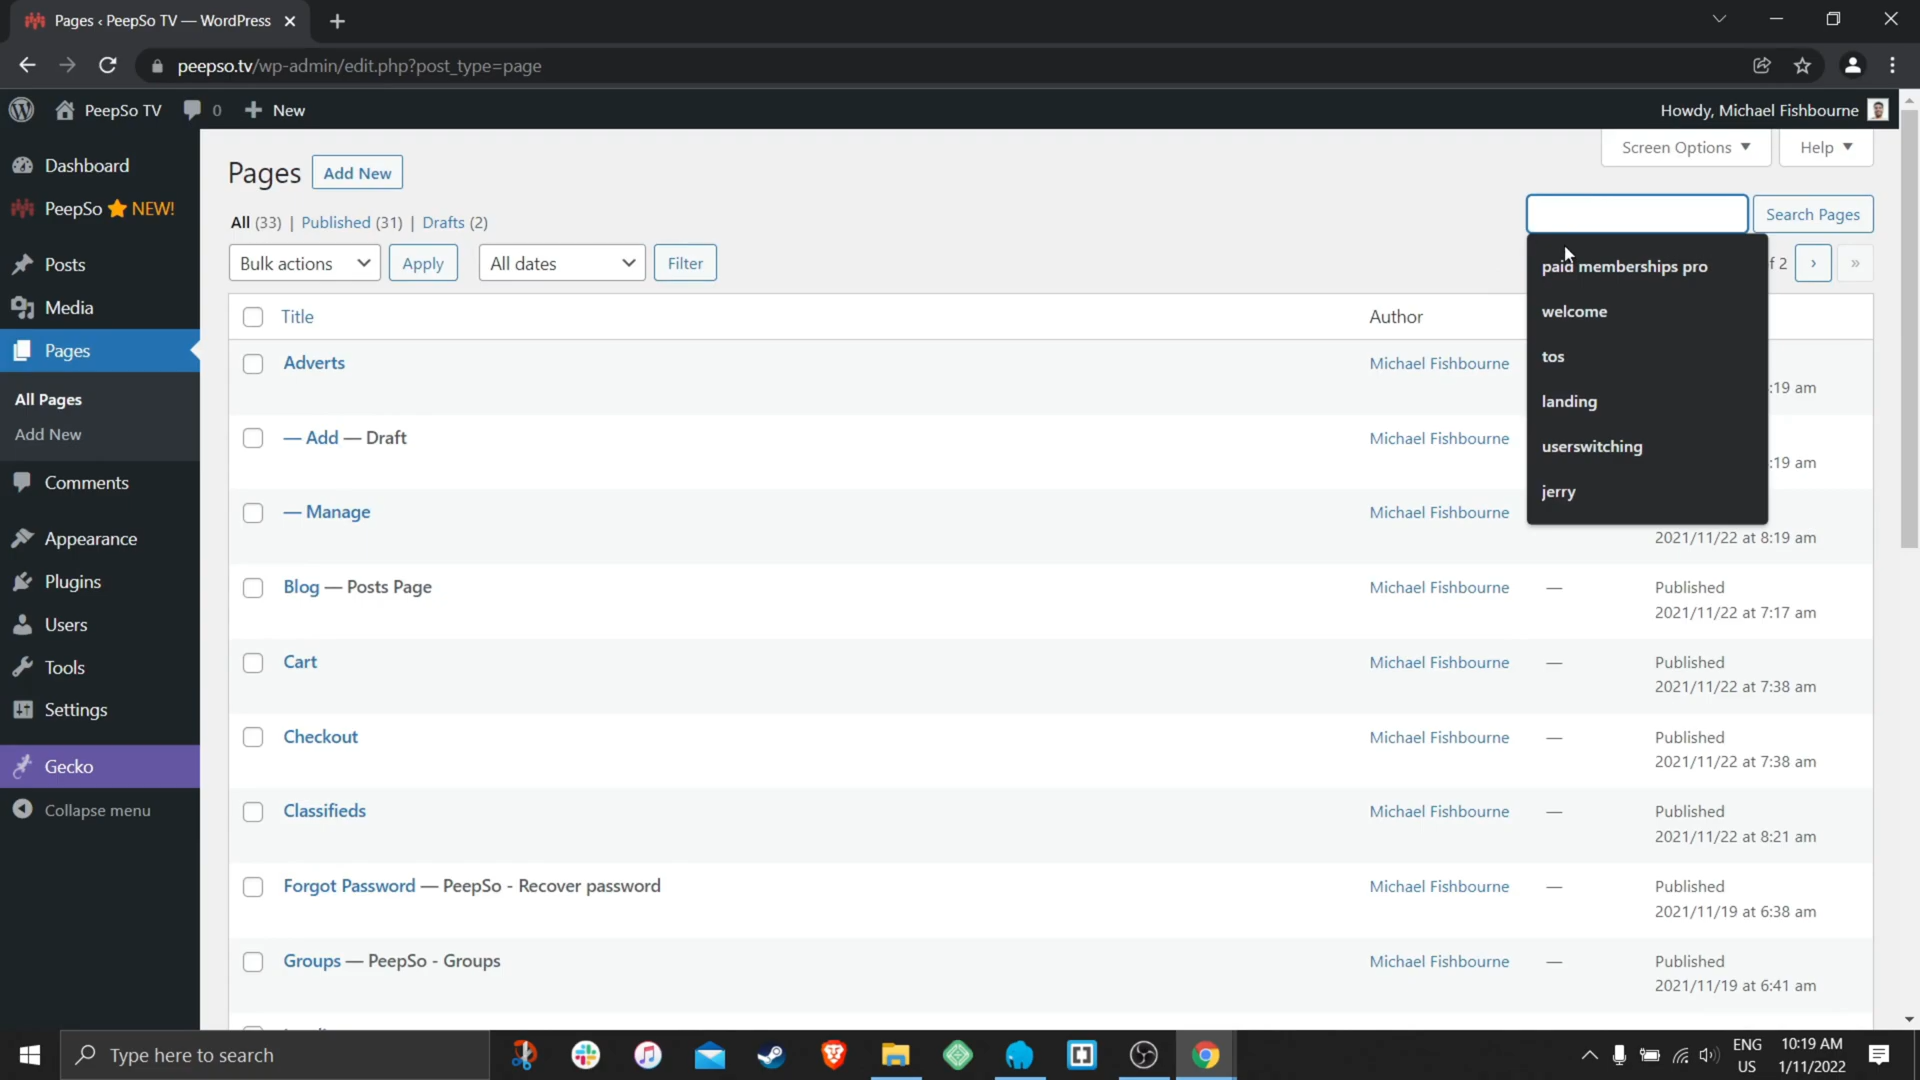 Pages ‹ PeepSo TV — WordPress
peepso.tv/wp-admin/edit.php?post_type=page
PeepSo TV 0 New Howdy, Michael Fishbourne
Screen Options Help
Dashboard
PeepSo NEW!
Posts
Media
Pages
All Pages
Add New
Comments
Appearance
Plugins
Users
Tools
Settings
Gecko
Collapse menu
Pages Add New
All (33) | Published (31) | Drafts (2)
Search Pages
Bulk actions Apply All dates Filter
f 2 › »
paid memberships pro
welcome
tos
landing
userswitching
jerry
Title Author
Adverts Michael Fishbourne :19 am
— Add — Draft Michael Fishbourne :19 am
— Manage Michael Fishbourne
2021/11/22 at 8:19 am
Blog — Posts Page Michael Fishbourne — Published
2021/11/22 at 7:17 am
Cart Michael Fishbourne — Published
2021/11/22 at 7:38 am
Checkout Michael Fishbourne — Published
2021/11/22 at 7:38 am
Classifieds Michael Fishbourne — Published
2021/11/22 at 8:21 am
Forgot Password — PeepSo - Recover password Michael Fishbourne — Published
2021/11/19 at 6:38 am
Groups — PeepSo - Groups Michael Fishbourne — Published
2021/11/19 at 6:41 am
Type here to search
ENG
US
10:19 AM
1/11/2022